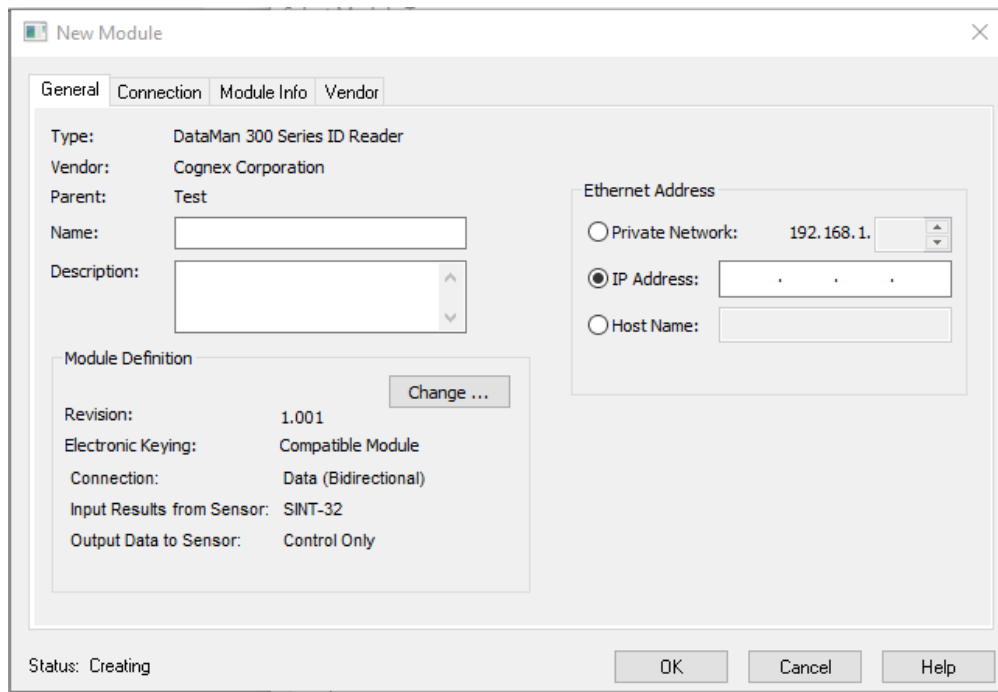 New Module
General Connection Module Info Vendor
Type: DataMan 300 Series ID Reader
Vendor: Cognex Corporation
Parent: Test
Name:
Description:
Ethernet Address
Private Network: 192.168.1.
IP Address: . . .
Host Name:
Module Definition
Change ...
Revision: 1.001
Electronic Keying: Compatible Module
Connection: Data (Bidirectional)
Input Results from Sensor: SINT-32
Output Data to Sensor: Control Only
Status: Creating
OK Cancel Help